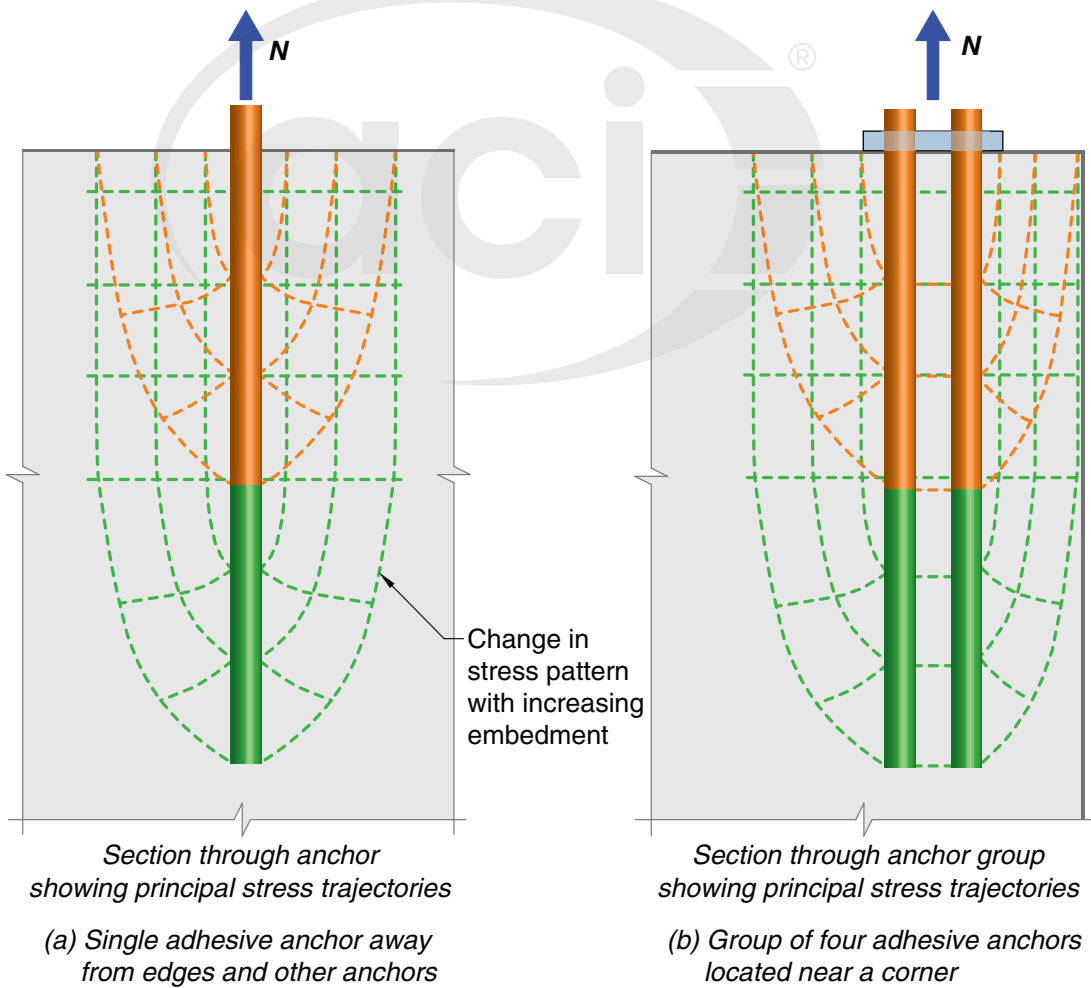 N
N
aci
®
Change in
stress pattern
with increasing
embedment
Section through anchor
showing principal stress trajectories
(a) Single adhesive anchor away
from edges and other anchors
Section through anchor group
showing principal stress trajectories
(b) Group of four adhesive anchors
located near a corner